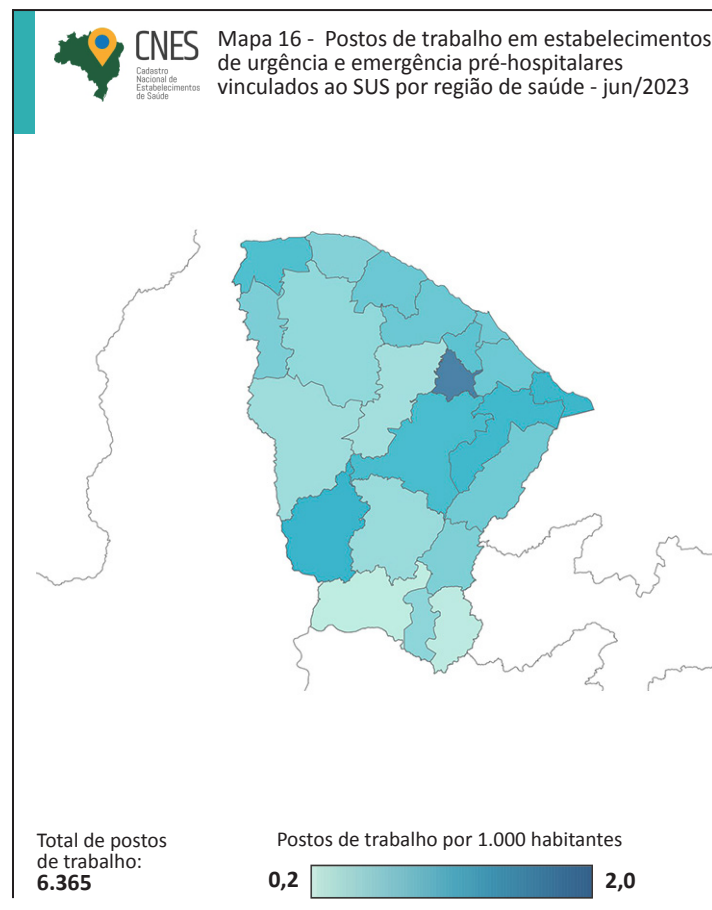 CNES
Cadastro
Nacional de
Estabelecimentos
de Saúde
Mapa 16 - Postos de trabalho em estabelecimentos
de urgência e emergência pré-hospitalares
vinculados ao SUS por região de saúde - jun/2023
Total de postos
de trabalho:
6.365
Postos de trabalho por 1.000 habitantes
0,2
2,0